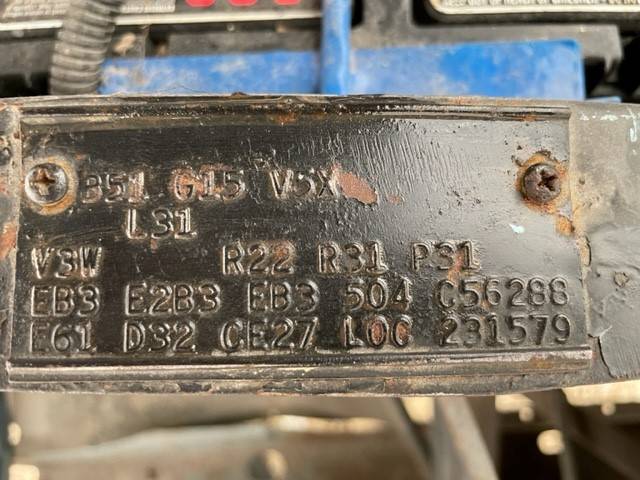 B51 G15 V5X
L31
V3W R22 R31 P31
EB3 E2B3 EB3 504 C56288
E61 D32 CE27 LOC 231579